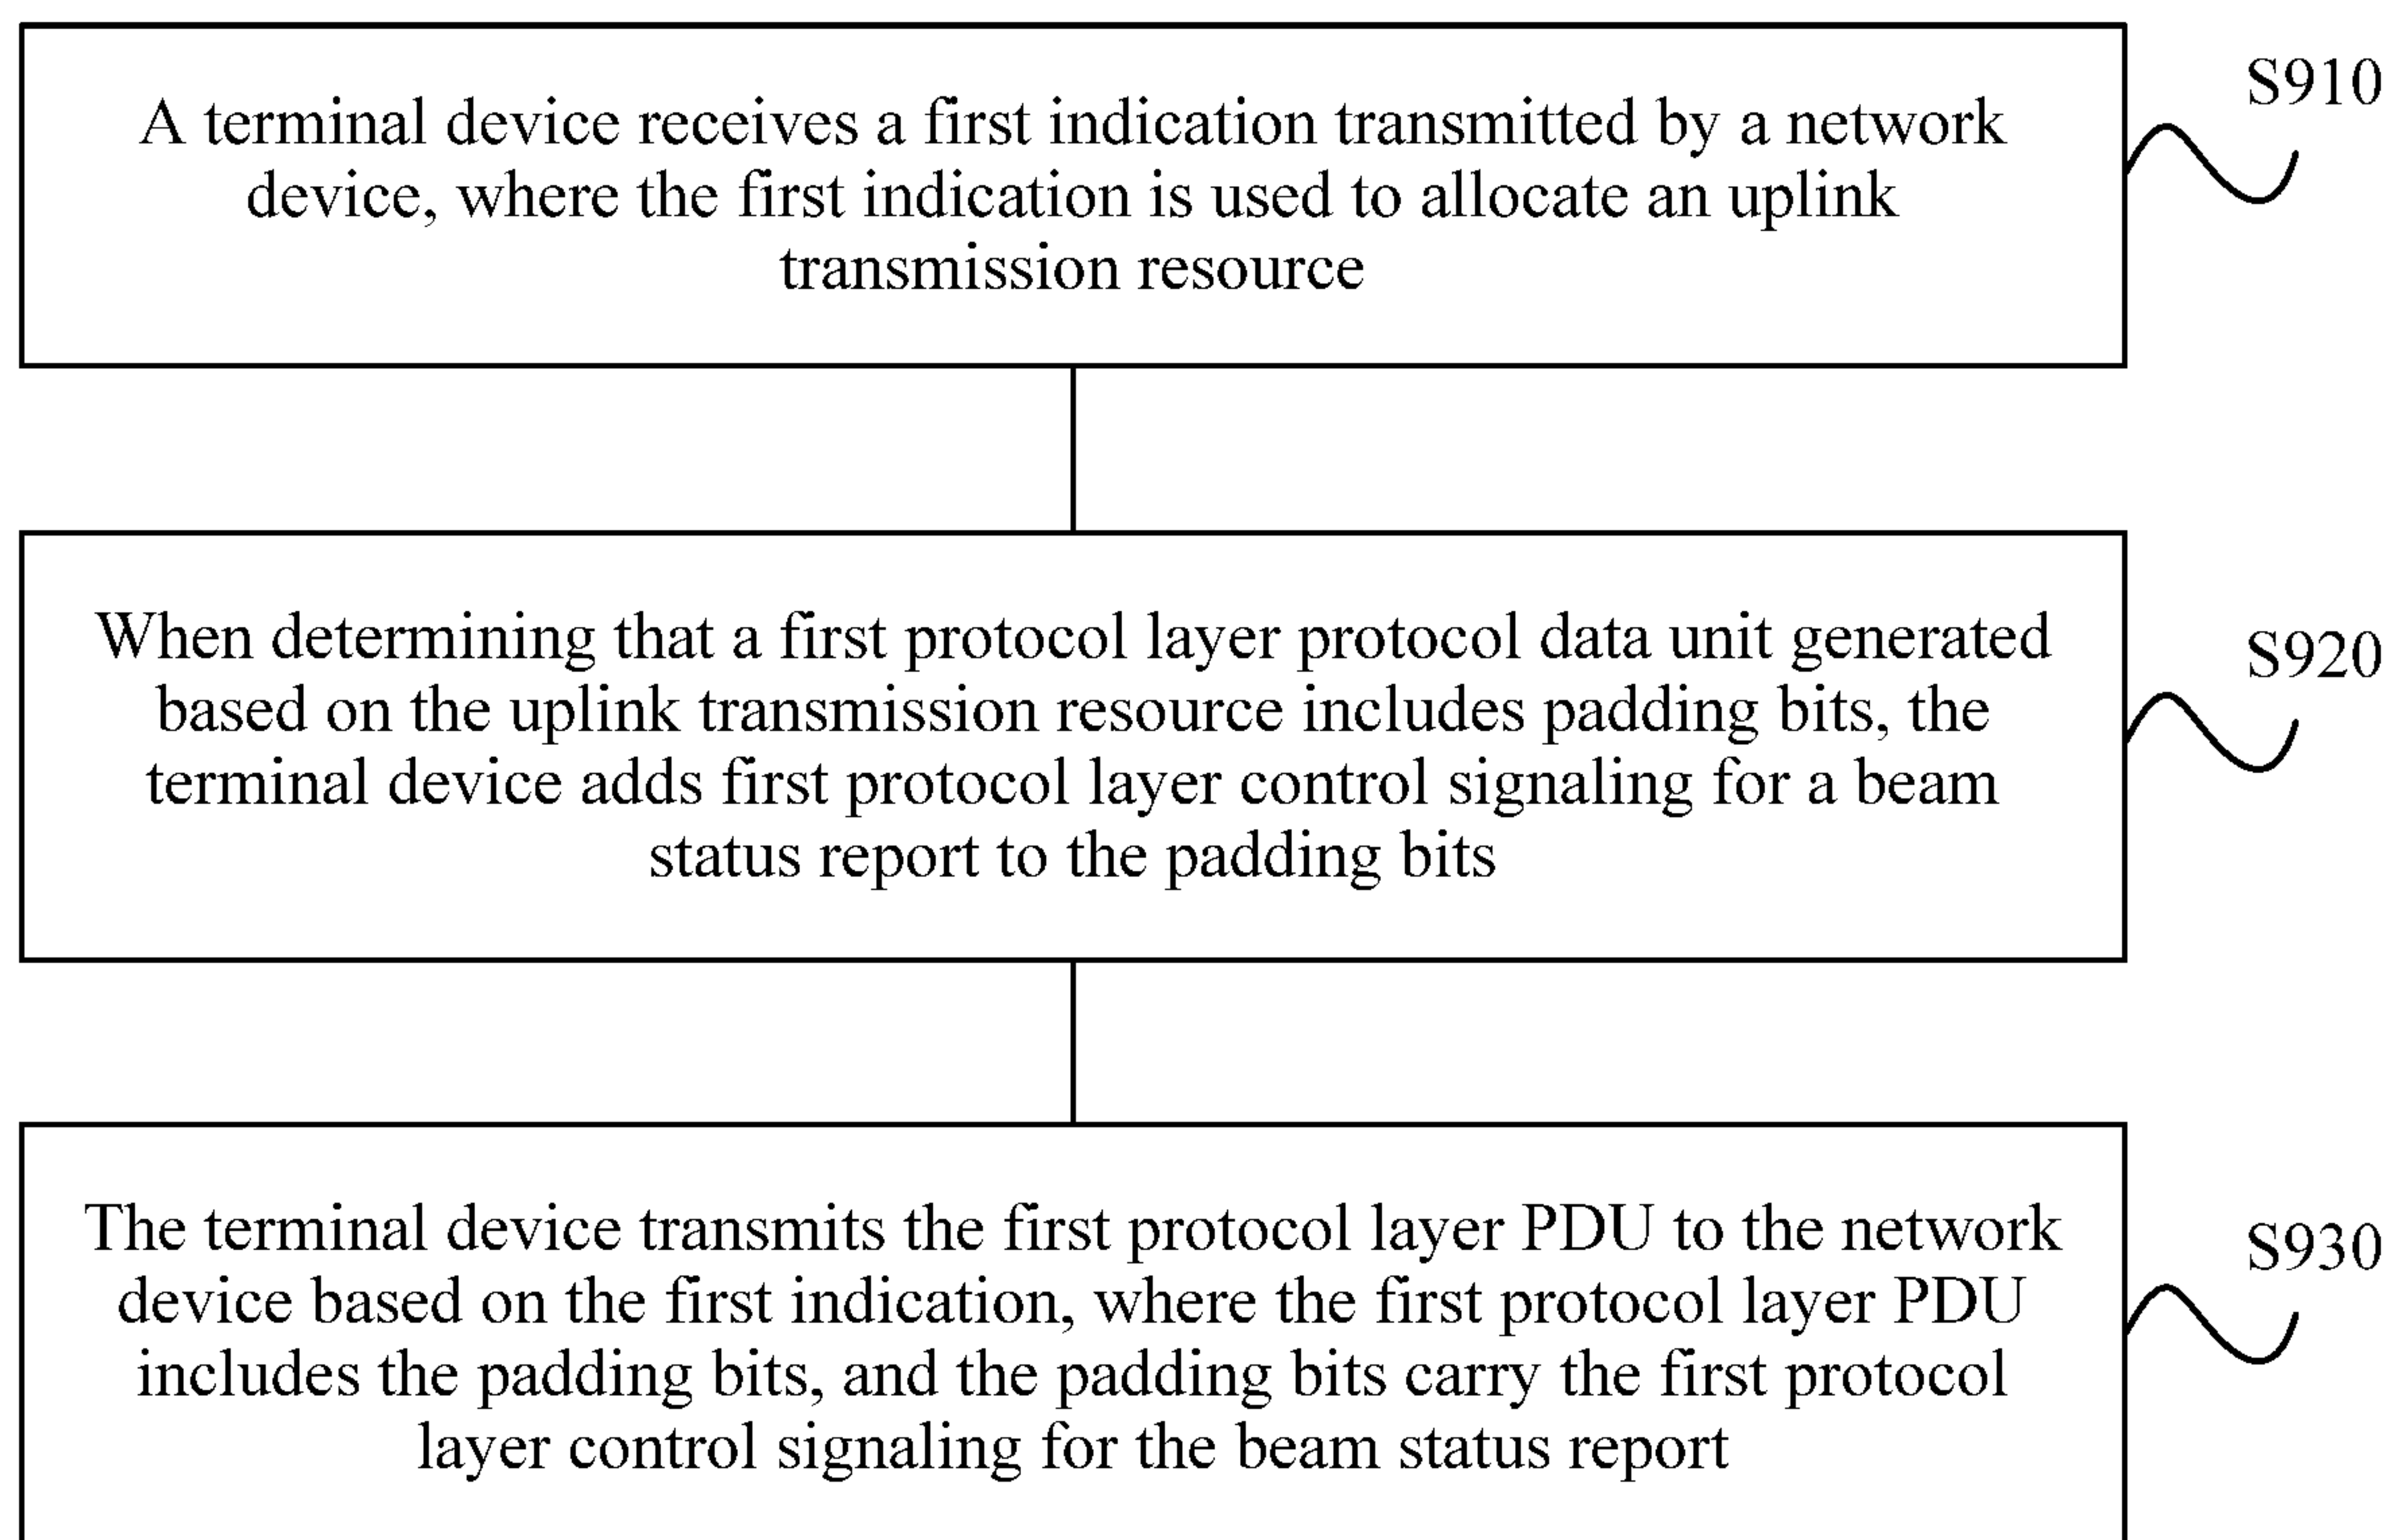 A terminal device receives a first indication transmitted by a network
device, where the first indication is used to allocate an uplink
transmission resource
S910
When determining that a first protocol layer protocol data unit generated
based on the uplink transmission resource includes padding bits, the
terminal device adds first protocol layer control signaling for a beam
status report to the padding bits
S920
The terminal device transmits the first protocol layer PDU to the network
device based on the first indication, where the first protocol layer PDU
includes the padding bits, and the padding bits carry the first protocol
layer control signaling for the beam status report
S930